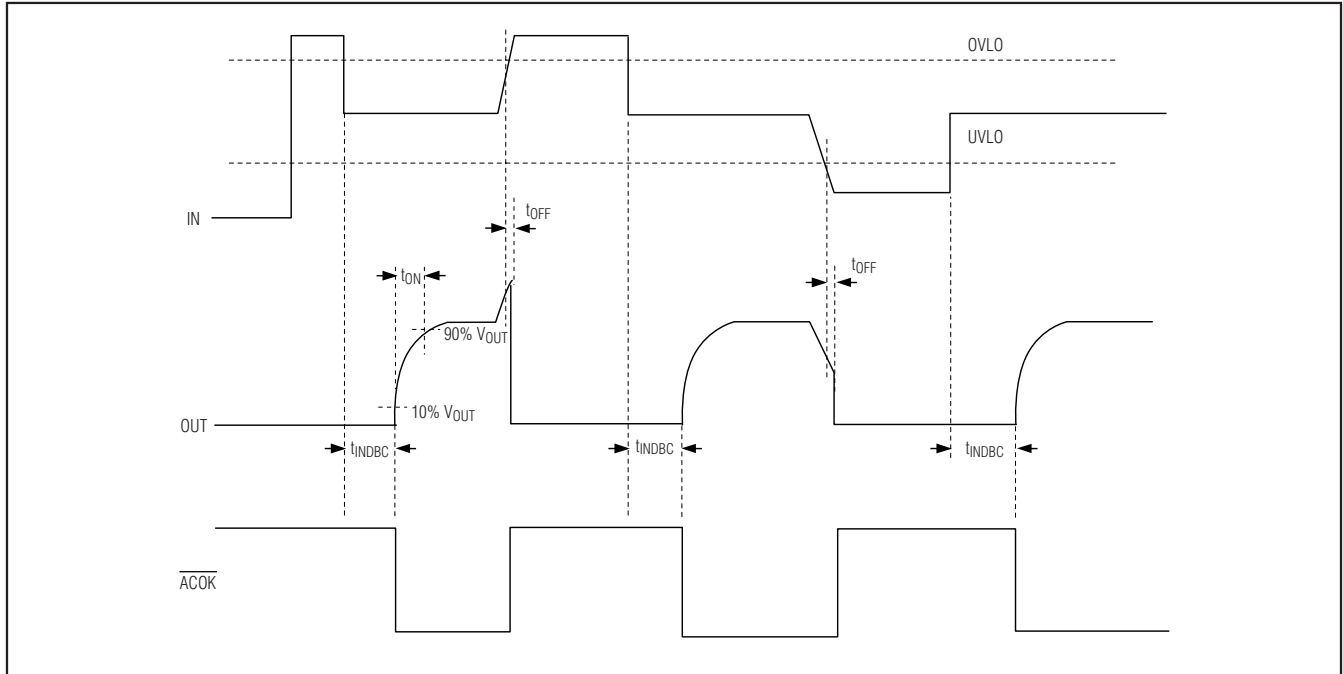 OVLO
UVLO
IN
tOFF
tON
tOFF
90% VOUT
10% VOUT
OUT
tINDBC
tINDBC
tINDBC
ACOK